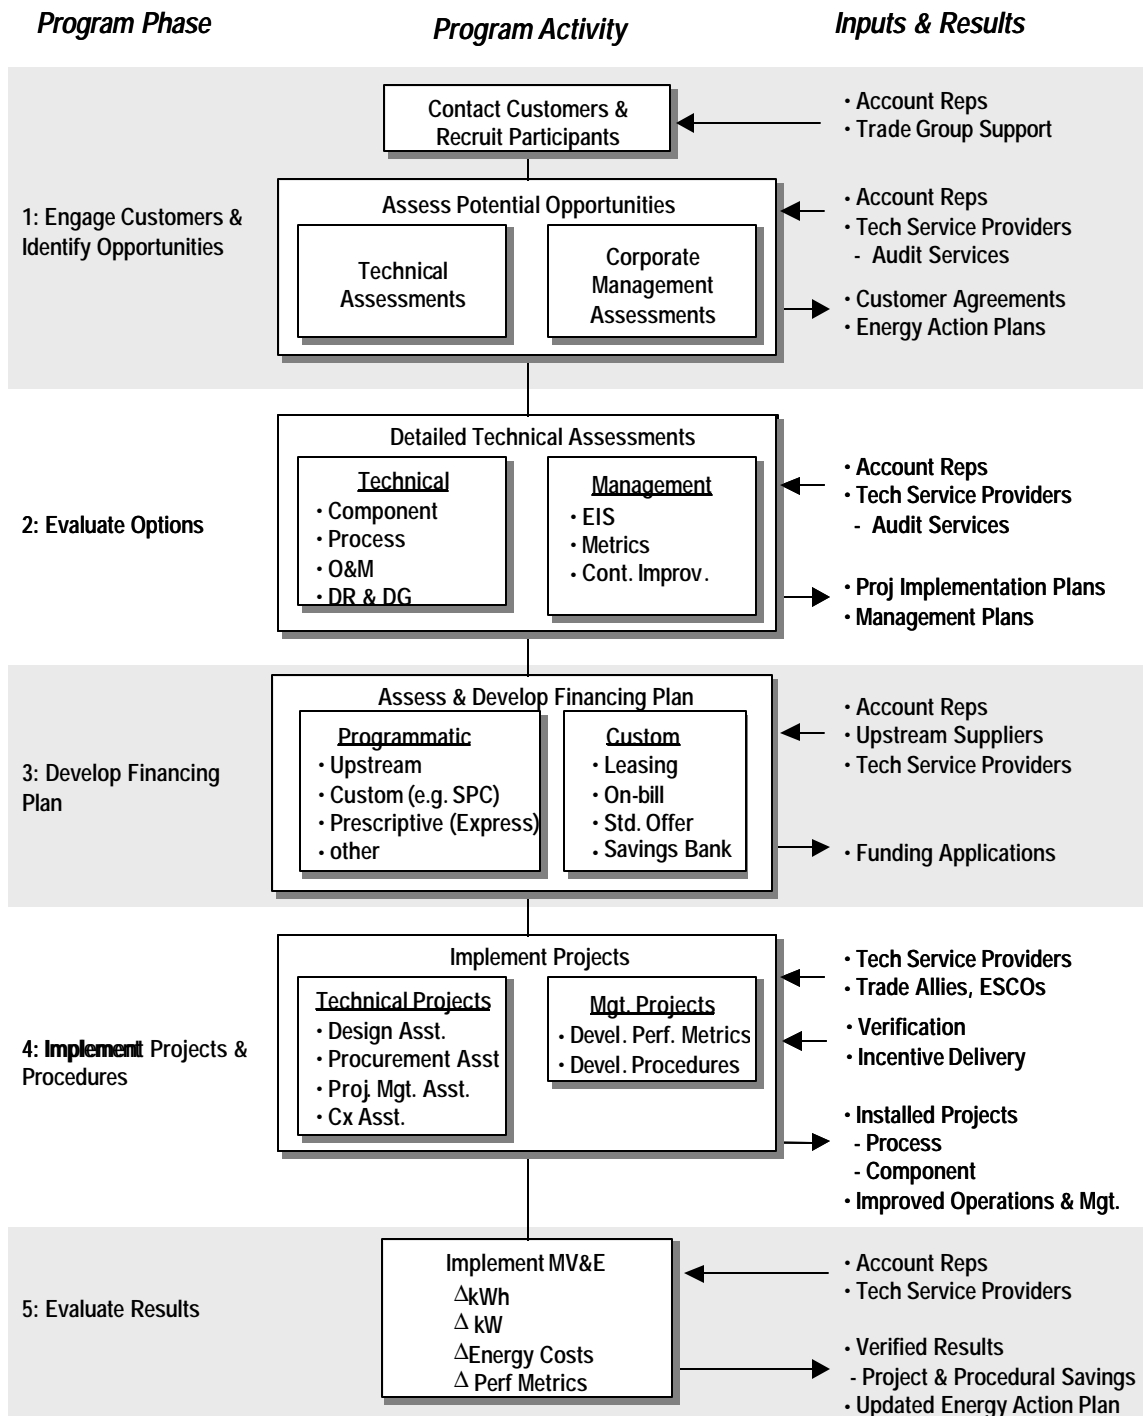 Program Phase
Program Activity
Inputs & Results
1: Engage Customers &
Identify Opportunities
Contact Customers &
Recruit Participants
· Account Reps
· Trade Group Support
Assess Potential Opportunities
Technical
Assessments
Corporate
Management
Assessments
· Account Reps
· Tech Service Providers
- Audit Services
· Customer Agreements
· Energy Action Plans
2: Evaluate Options
Detailed Technical Assessments
Technical
· Component
· Process
· O&M
· DR & DG
Management
· EIS
· Metrics
· Cont. Improv.
· Account Reps
· Tech Service Providers
- Audit Services
· Proj Implementation Plans
· Management Plans
3: Develop Financing
Plan
Assess & Develop Financing Plan
Programmatic
· Upstream
· Custom (e.g. SPC)
· Prescriptive (Express)
· other
Custom
· Leasing
· On-bill
· Std. Offer
· Savings Bank
· Account Reps
· Upstream Suppliers
· Tech Service Providers
· Funding Applications
4: Implement Projects &
Procedures
Implement Projects
Technical Projects
· Design Asst.
· Procurement Asst
· Proj. Mgt. Asst.
· Cx Asst.
Mgt. Projects
· Devel. Perf. Metrics
· Devel. Procedures
· Tech Service Providers
· Trade Allies, ESCOs
· Verification
· Incentive Delivery
· Installed Projects
- Process
- Component
· Improved Operations & Mgt.
5: Evaluate Results
Implement MV&E
ΔkWh
Δ kW
ΔEnergy Costs
Δ Perf Metrics
· Account Reps
· Tech Service Providers
· Verified Results
- Project & Procedural Savings
· Updated Energy Action Plan